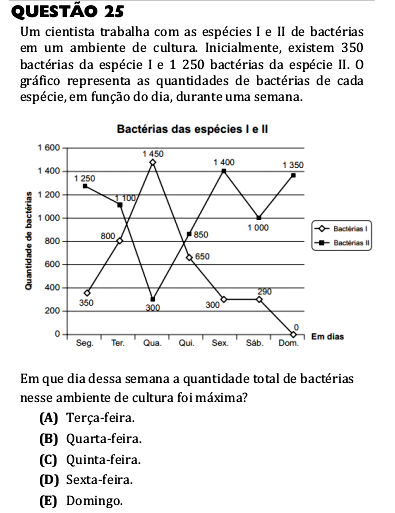 QUESTÃO 25
Um cientista trabalha com as espécies I e II de bactérias
em um ambiente de cultura. Inicialmente, existem 350
bactérias da espécie I e 1 250 bactérias da espécie II. O
gráfico representa as quantidades de bactérias de cada
espécie, em função do dia, durante uma semana.
Bactérias das espécies I e II
Quantidade de bactérias
1 600
1 400
1 200
1 000
800
600
400
200
0
1 250
1 100
1 450
1 400
1 350
800
850
1 000
650
350
300
300
290
0
Bactérias I
Bactérias II
Seg. Ter. Qua. Qui. Sex. Sáb. Dom.
Em dias
Em que dia dessa semana a quantidade total de bactérias
nesse ambiente de cultura foi máxima?
(A) Terça-feira.
(B) Quarta-feira.
(C) Quinta-feira.
(D) Sexta-feira.
(E) Domingo.